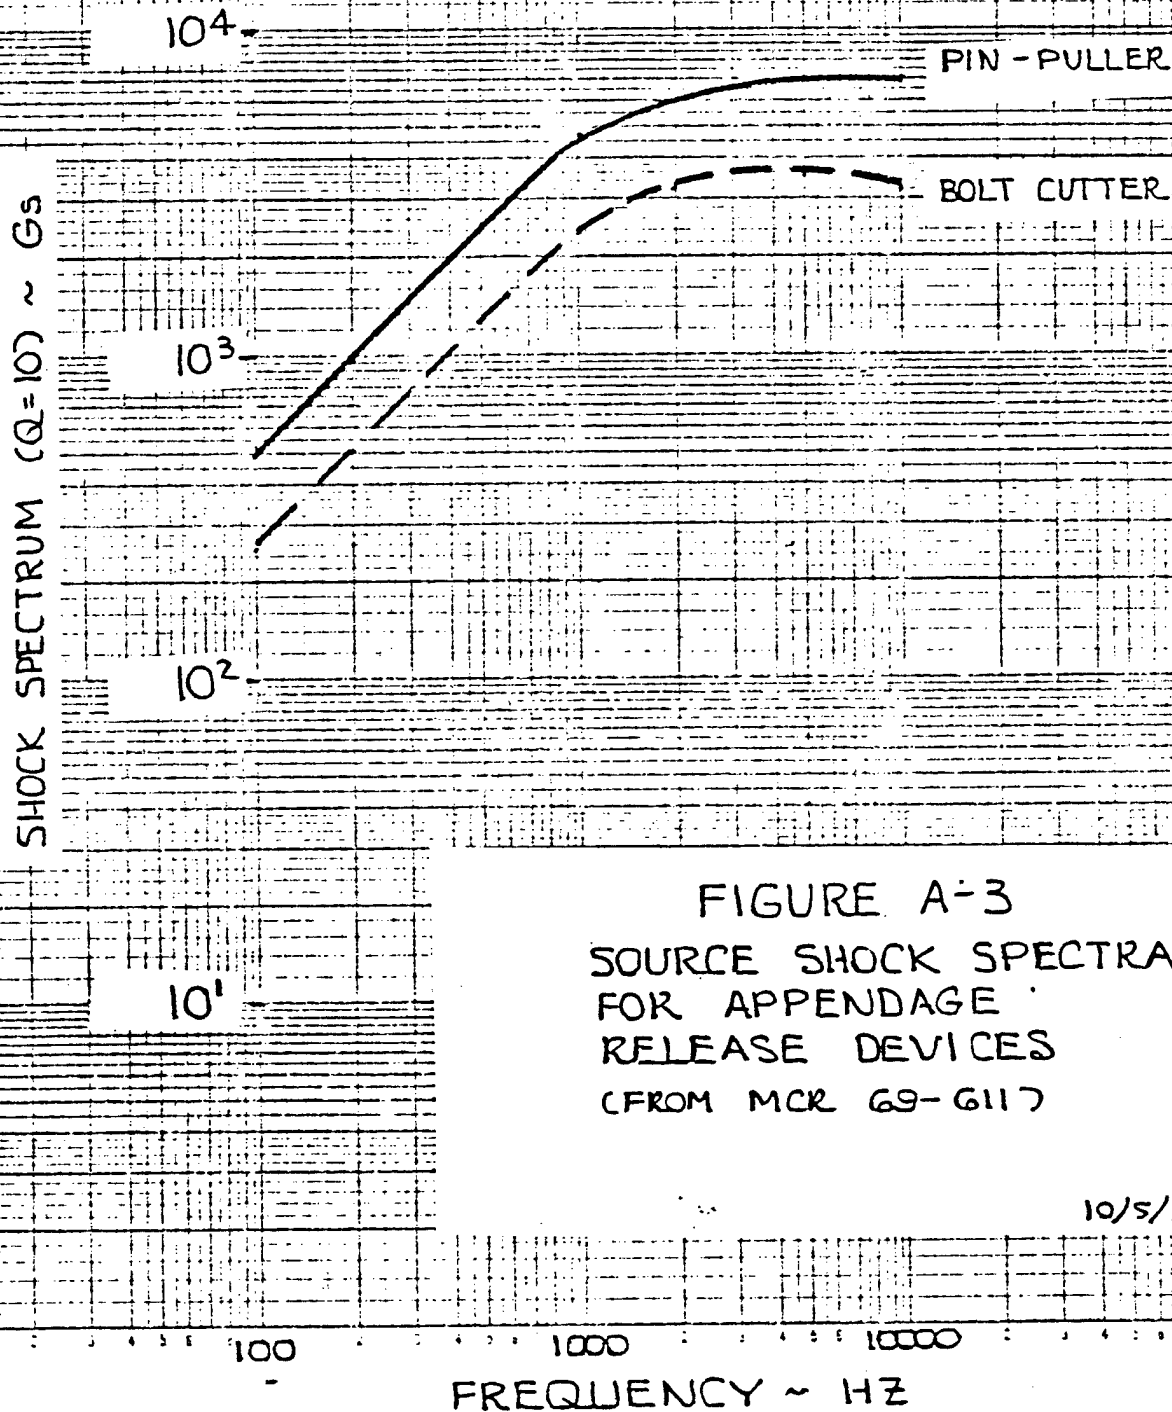 10⁴
PIN-PULLER
BOLT CUTTER
SHOCK SPECTRUM (Q=10) ~ Gs
10³
10²
10¹
FIGURE A-3
SOURCE SHOCK SPECTRA
FOR APPENDAGE
RELEASE DEVICES
(FROM MCR 69-611)
10/5/
100
1000
10000
FREQUENCY ~ HZ